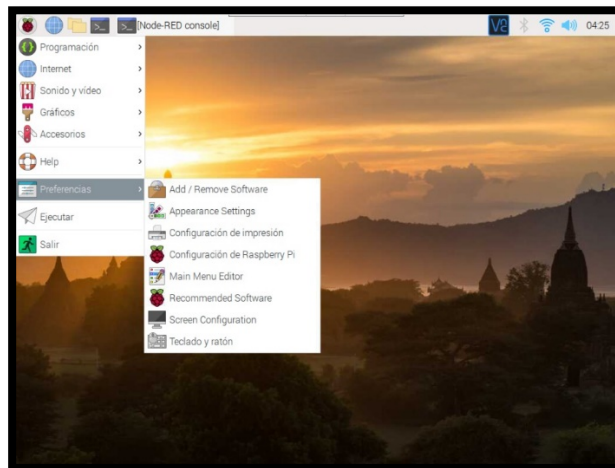 [Node-RED console]
V2
04:25
Programación
Internet
Sonido y vídeo
Gráficos
Accesorios
Help
Preferencias
Ejecutar
Salir
Add / Remove Software
Appearance Settings
Configuración de impresión
Configuración de Raspberry Pi
Main Menu Editor
Recommended Software
Screen Configuration
Teclado y ratón